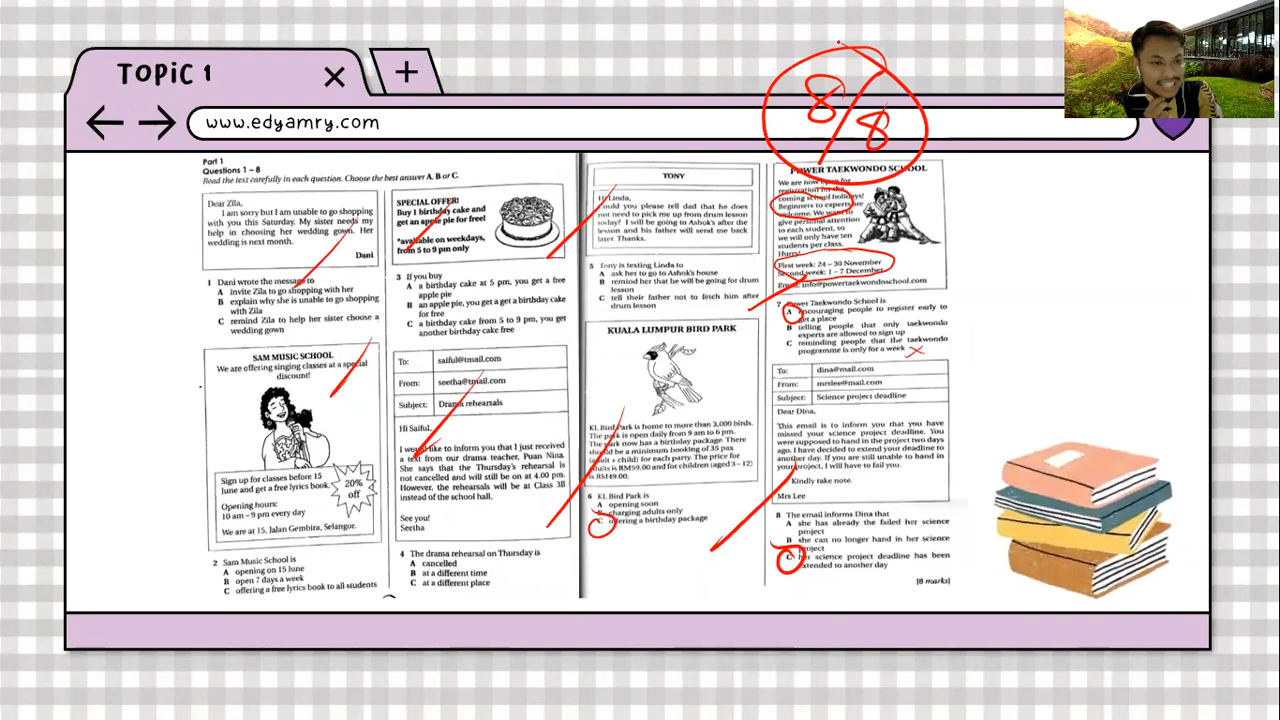 TOPIC 1
www.edyamry.com
8/8
Part 1
Questions 1 – 8
Read the text carefully in each question. Choose the best answer A, B or C.
Dear Zila,
I am sorry but I am unable to go shopping
with you this Saturday. My sister needs my
help in choosing her wedding gown. Her
wedding is next month.
Dani
1 Dani wrote the message to
A invite Zila to go shopping with her
B explain why she is unable to go shopping
with Zila
C remind Zila to help her sister choose a
wedding gown
SAM MUSIC SCHOOL
We are offering singing classes at a special
discount!
Sign up for classes before 15
June and get a free lyrics book.
Opening hours:
10 am – 9 pm every day
We are at 15, Jalan Gembira, Selangor.
20%
off
2 Sam Music School is
A opening on 15 June
B open 7 days a week
C offering a free lyrics book to all students
SPECIAL OFFER!
Buy 1 birthday cake and
get an apple pie for free!
*available on weekdays,
from 5 to 9 pm only
3 If you buy
A a birthday cake at 5 pm, you get a free
apple pie
B an apple pie, you get a get a birthday cake
for free
C a birthday cake from 5 to 9 pm, you get
another birthday cake free
To: saiful@tmail.com
From: seetha@tmail.com
Subject: Drama rehearsals
Hi Saiful,
I would like to inform you that I just received
a text from our drama teacher, Puan Nina.
She says that the Thursday's rehearsal is
not cancelled and will still be on at 4.00 pm.
However, the rehearsals will be at Class 3B
instead of the school hall.
See you!
Seetha
4 The drama rehearsal on Thursday is
A cancelled
B at a different time
C at a different place
TONY
Hi Linda,
Could you please tell dad that he does
not need to pick me up from drum lesson
today? I will be going to Ashok's after the
lesson and his father will send me back
later. Thanks.
5 Tony is texting Linda to
A ask her to go to Ashok's house
B remind her that he will be going for drum
lesson
C tell their father not to fetch him after
drum lesson
KUALA LUMPUR BIRD PARK
KL Bird Park is home to more than 3,000 birds.
The park is open daily from 9 am to 6 pm.
The park now has a birthday package. There
should be a minimum booking of 35 pax
(adult + child) for each party. The price for
adults is RM59.00 and for children (aged 3 – 12)
is RM49.00.
6 KL Bird Park is
A opening soon
B charging adults only
C offering a birthday package
POWER TAEKWONDO SCHOOL
We are now open for
registration for the
coming school holidays!
Beginners to experts are
welcome. We want to
give personal attention
to each student, so
we will only have ten
students per class.
Hurry!
First week: 24 – 30 November
Second week: 1 – 7 December
Email: info@powertaekwondoschool.com
7 Power Taekwondo School is
A encouraging people to register early to
get a place
B telling people that only taekwondo
experts are allowed to sign up
C reminding people that the taekwondo
programme is only for a week
To: dina@mail.com
From: mrslee@mail.com
Subject: Science project deadline
Dear Dina,
This email is to inform you that you have
missed your science project deadline. You
were supposed to hand in the project two days
ago. I have decided to extend your deadline to
another day. If you are still unable to hand in
your project, I will have to fail you.
Kindly take note.
Mrs Lee
8 The email informs Dina that
A she has already the failed her science
project
B she can no longer hand in her science
project
C her science project deadline has been
extended to another day
[8 marks]